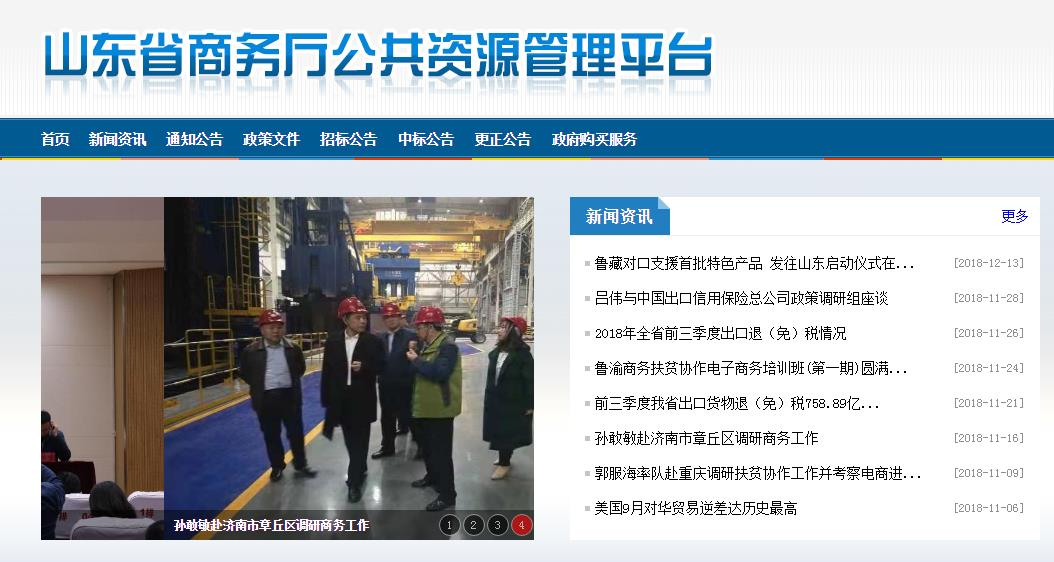 山东省商务厅公共资源管理平台
首页 新闻资讯 通知公告 政策文件 招标公告 中标公告 更正公告 政府购买服务
孙敢敏赴济南市章丘区调研商务工作
1 2 3 4
新闻资讯 更多
鲁藏对口支援首批特色产品 发往山东启动仪式在... [2018-12-13]
吕伟与中国出口信用保险总公司政策调研组座谈 [2018-11-28]
2018年全省前三季度出口退（免）税情况 [2018-11-26]
鲁渝商务扶贫协作电子商务培训班(第一期)圆满... [2018-11-24]
前三季度我省出口货物退（免）税758.89亿... [2018-11-21]
孙敢敏赴济南市章丘区调研商务工作 [2018-11-16]
郭服海率队赴重庆调研扶贫协作工作并考察电商进... [2018-11-09]
美国9月对华贸易逆差达历史最高 [2018-11-06]